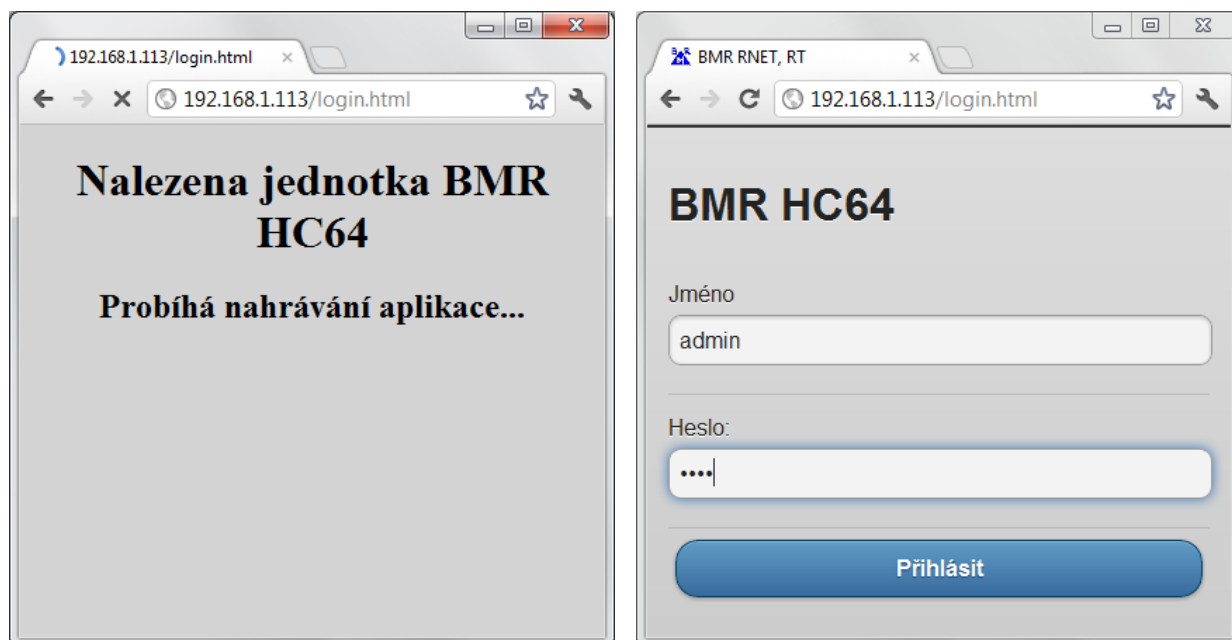 192.168.1.113/login.html
192.168.1.113/login.html
Nalezena jednotka BMR
HC64
Probíhá nahrávání aplikace...
BMR RNET, RT
192.168.1.113/login.html
BMR HC64
Jméno
admin
Heslo:
••••
Přihlásit